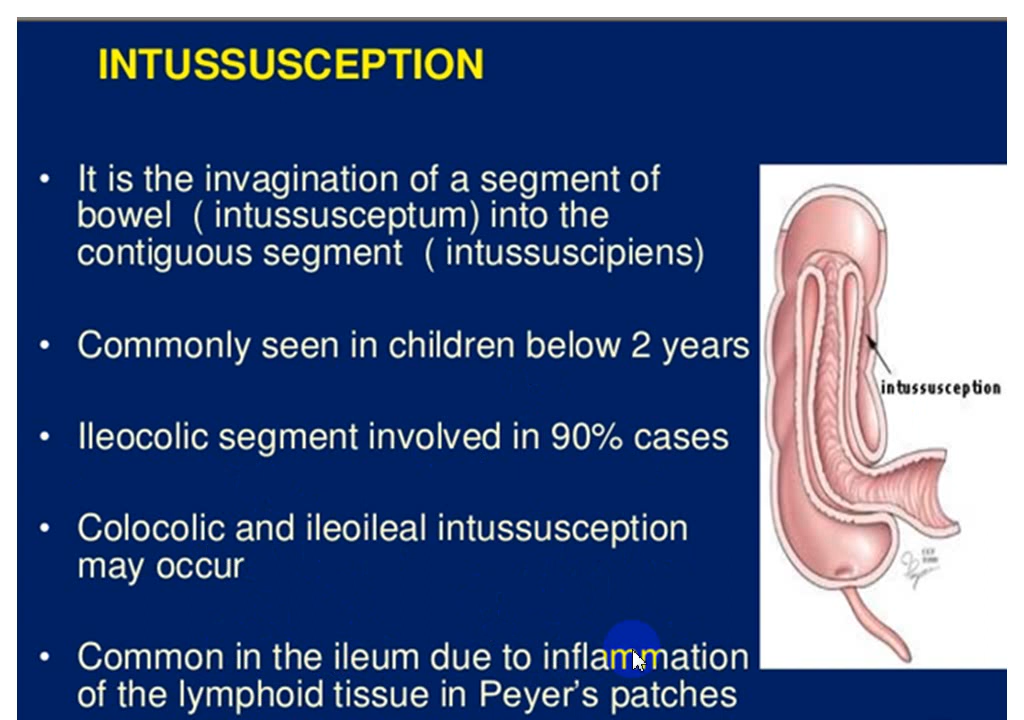 INTUSSUSCEPTION
• It is the invagination of a segment of
bowel ( intussusceptum) into the
contiguous segment ( intussuscipiens)
• Commonly seen in children below 2 years
• Ileocolic segment involved in 90% cases
• Colocolic and ileoileal intussusception
may occur
• Common in the ileum due to inflammation
of the lymphoid tissue in Peyer’s patches
intussusception